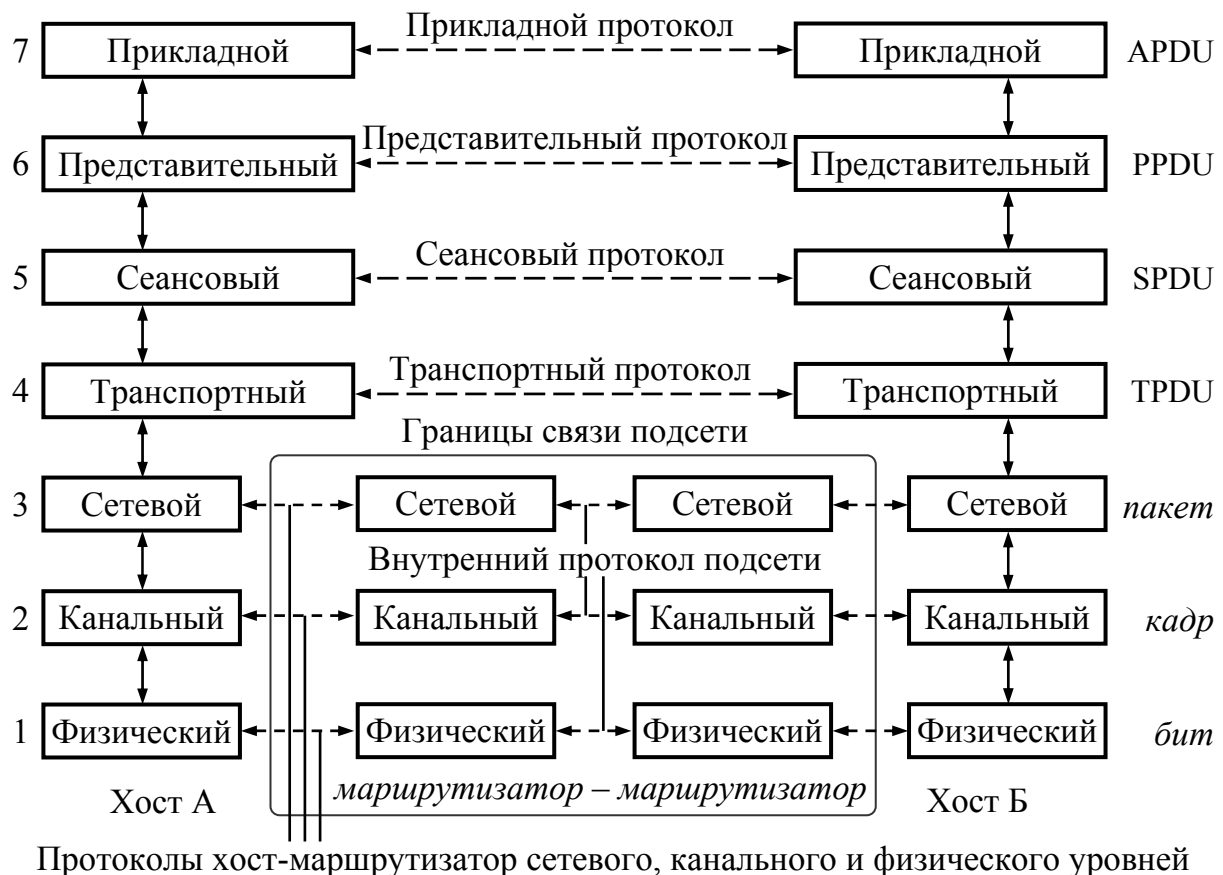 Прикладной протокол
7 Прикладной Прикладной APDU
Представительный протокол
6 Представительный Представительный PPDU
Сеансовый протокол
5 Сеансовый Сеансовый SPDU
Транспортный протокол
4 Транспортный Транспортный TPDU
Границы связи подсети
3 Сетевой Сетевой Сетевой Сетевой пакет
Внутренний протокол подсети
2 Канальный Канальный Канальный Канальный кадр
1 Физический Физический Физический Физический бит
Хост А маршрутизатор – маршрутизатор Хост Б
Протоколы хост-маршрутизатор сетевого, канального и физического уровней